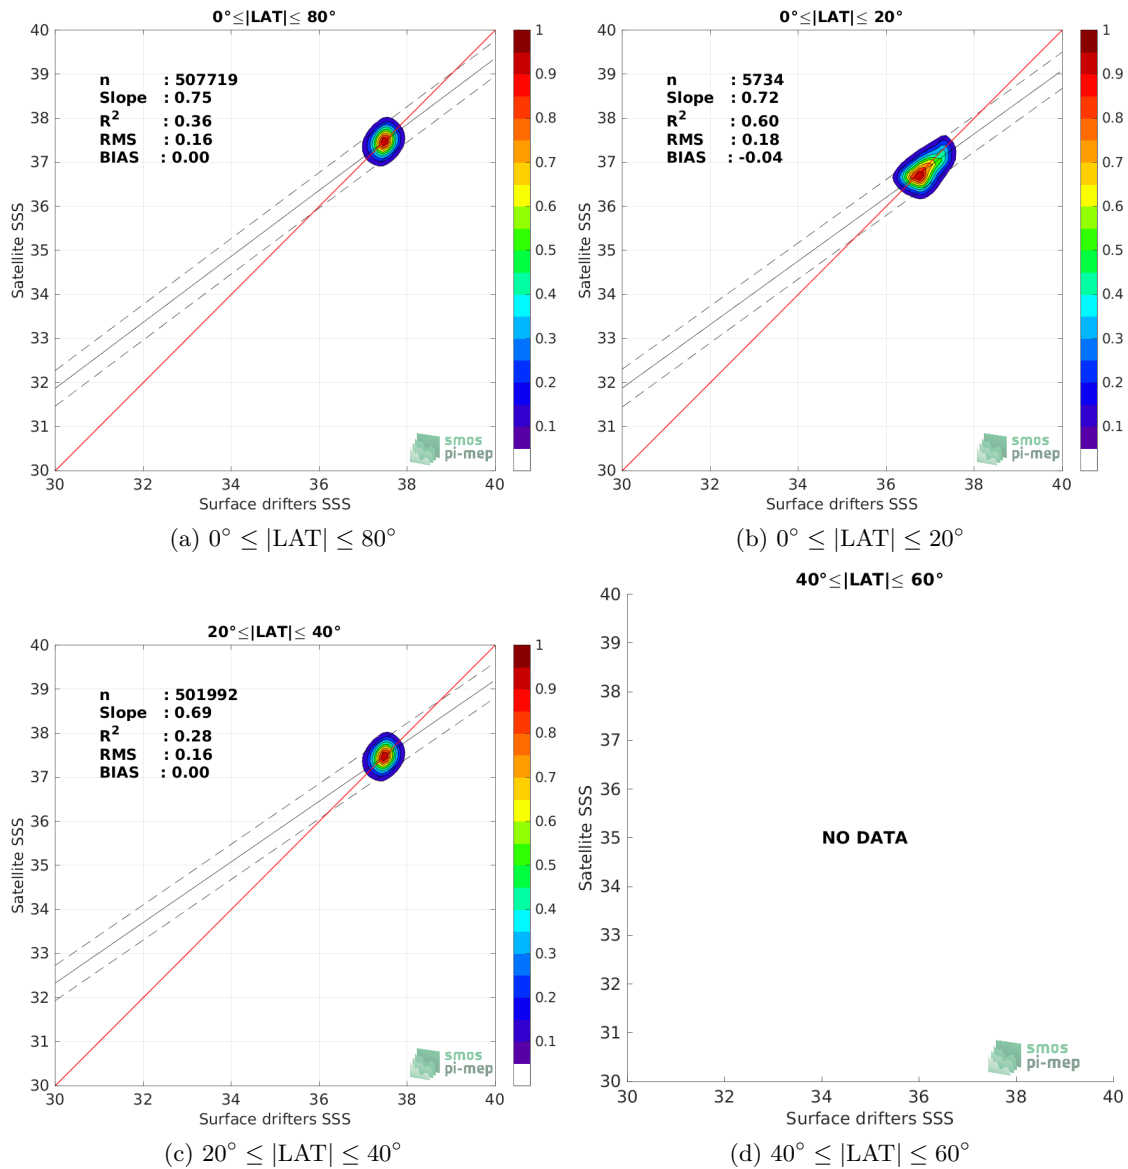 0°≤|LAT|≤ 80°
40
39
38
37
36
35
34
33
32
31
30
Satellite SSS
n : 507719
Slope : 0.75
R² : 0.36
RMS : 0.16
BIAS : 0.00
smos
pi-mep
30 32 34 36 38 40
Surface drifters SSS
1
0.9
0.8
0.7
0.6
0.5
0.4
0.3
0.2
0.1
(a) 0° ≤ |LAT| ≤ 80°
0°≤|LAT|≤ 20°
40
39
38
37
36
35
34
33
32
31
30
Satellite SSS
n : 5734
Slope : 0.72
R² : 0.60
RMS : 0.18
BIAS : -0.04
smos
pi-mep
30 32 34 36 38 40
Surface drifters SSS
1
0.9
0.8
0.7
0.6
0.5
0.4
0.3
0.2
0.1
(b) 0° ≤ |LAT| ≤ 20°
20°≤|LAT|≤ 40°
40
39
38
37
36
35
34
33
32
31
30
Satellite SSS
n : 501992
Slope : 0.69
R² : 0.28
RMS : 0.16
BIAS : 0.00
smos
pi-mep
30 32 34 36 38 40
Surface drifters SSS
1
0.9
0.8
0.7
0.6
0.5
0.4
0.3
0.2
0.1
(c) 20° ≤ |LAT| ≤ 40°
40°≤|LAT|≤ 60°
40
39
38
37
36
35
34
33
32
31
30
Satellite SSS
NO DATA
smos
pi-mep
30 32 34 36 38 40
Surface drifters SSS
(d) 40° ≤ |LAT| ≤ 60°